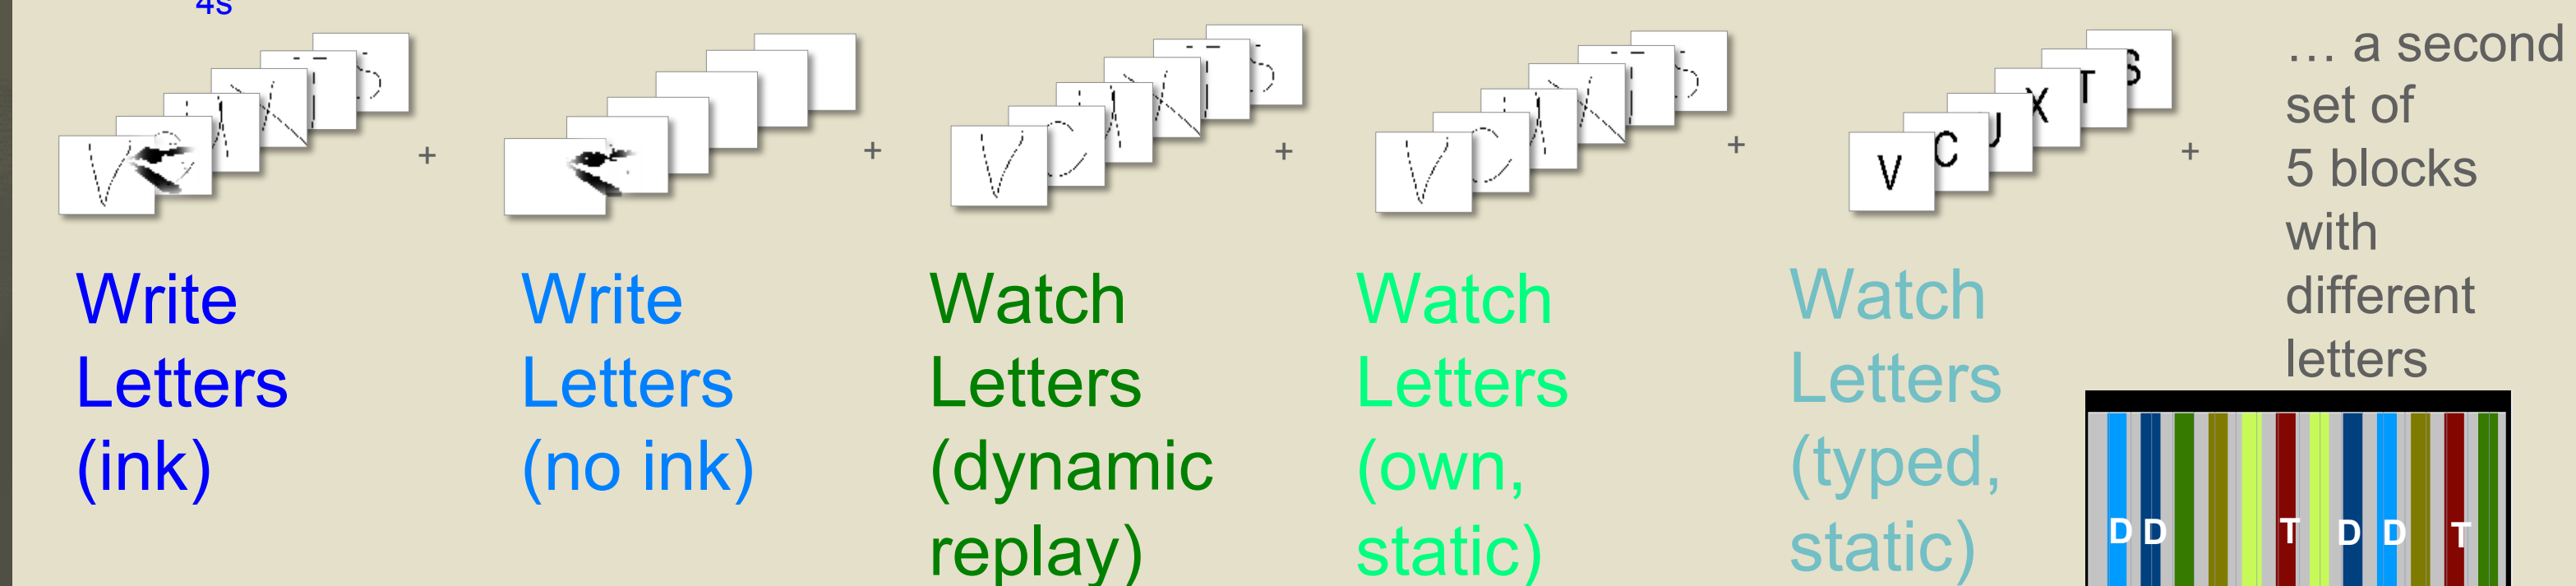 4s
V
+
+
V C
+
V C
+
V C U X T S
+
Write
Letters
(ink)
Write
Letters
(no ink)
Watch
Letters
(dynamic
replay)
Watch
Letters
(own,
static)
Watch
Letters
(typed,
static)
… a second
set of
5 blocks
with
different
letters
D D T D D T